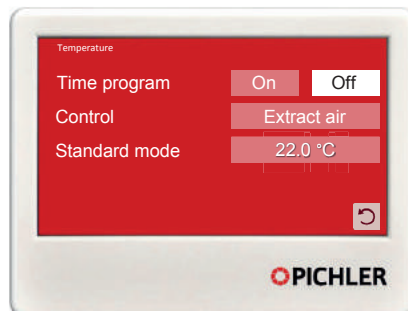 Temperature
Time program On Off
Control Extract air
Standard mode 22.0 °C
PICHLER